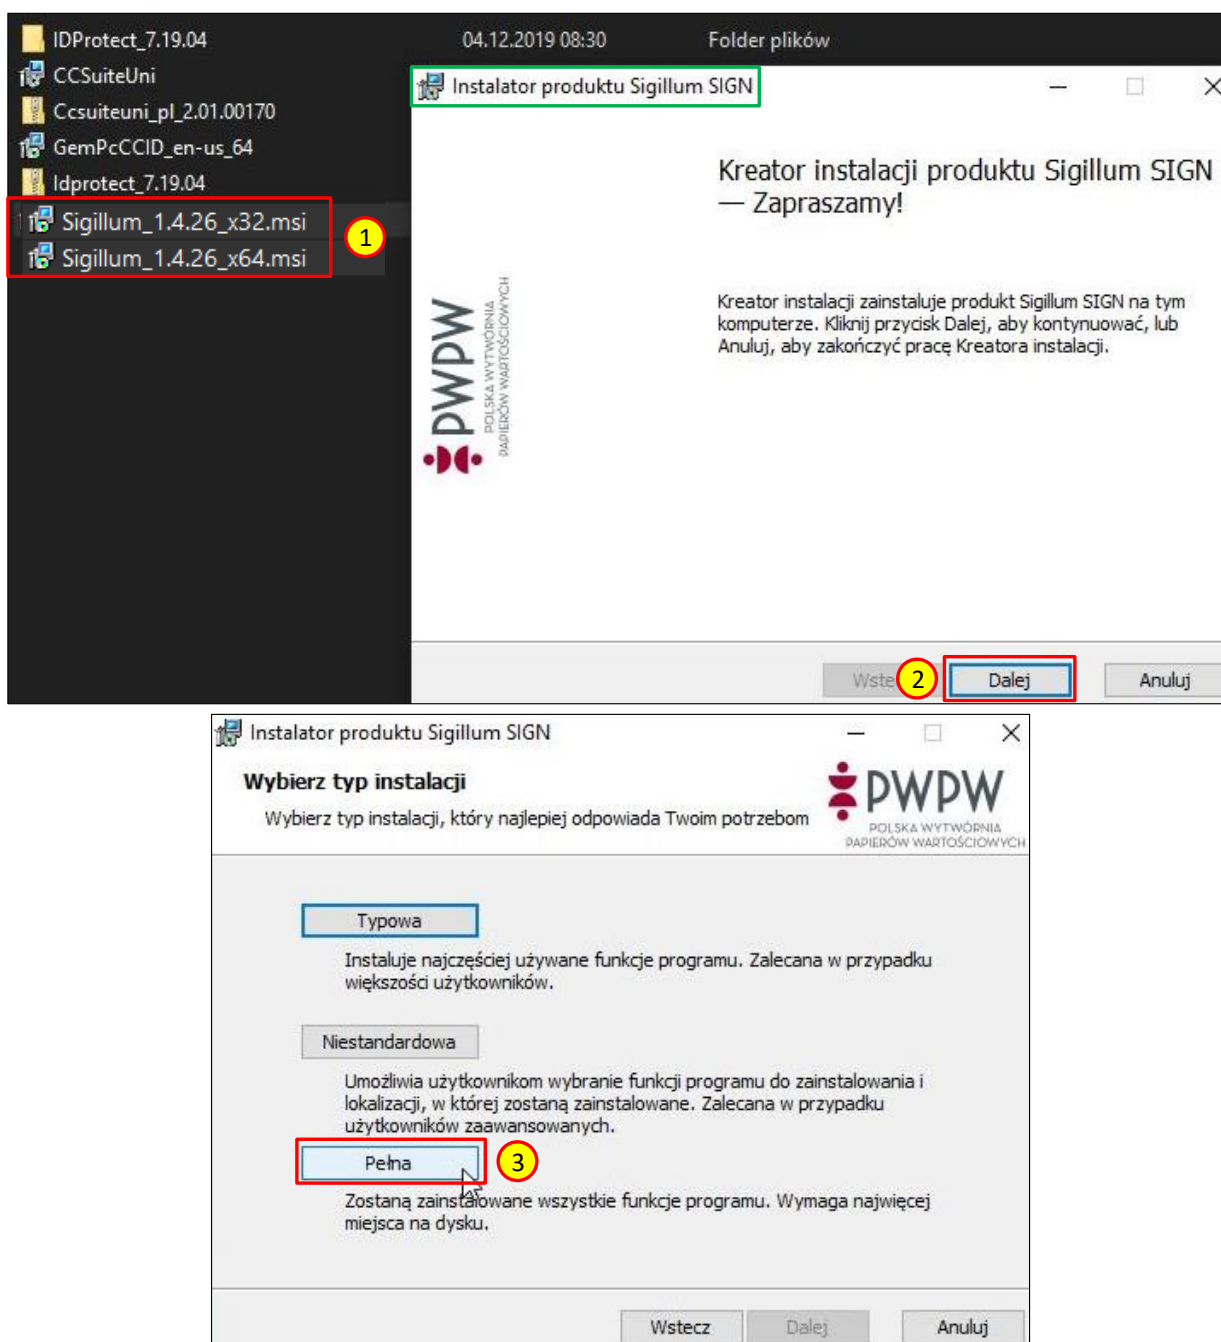 IDProtect_7.19.04 04.12.2019 08:30 Folder plików
CCSuiteUni
Ccsuiteuni_pl_2.01.00170
GemPcCCID_en-us_64
Idprotect_7.19.04
Sigillum_1.4.26_x32.msi
Sigillum_1.4.26_x64.msi
1
Instalator produktu Sigillum SIGN
Kreator instalacji produktu Sigillum SIGN
— Zapraszamy!
Kreator instalacji zainstaluje produkt Sigillum SIGN na tym
komputerze. Kliknij przycisk Dalej, aby kontynuować, lub
Anuluj, aby zakończyć pracę Kreatora instalacji.
PWPW
POLSKA WYTWÓRNIA
PAPIERÓW WARTOŚCIOWYCH
Wste 2 Dalej Anuluj
Instalator produktu Sigillum SIGN
Wybierz typ instalacji
Wybierz typ instalacji, który najlepiej odpowiada Twoim potrzebom
PWPW
POLSKA WYTWÓRNIA
PAPIERÓW WARTOŚCIOWYCH
Typowa
Instaluje najczęściej używane funkcje programu. Zalecana w przypadku
większości użytkowników.
Niestandardowa
Umożliwia użytkownikom wybranie funkcji programu do zainstalowania i
lokalizacji, w której zostaną zainstalowane. Zalecana w przypadku
użytkowników zaawansowanych.
Pełna 3
Zostaną zainstalowane wszystkie funkcje programu. Wymaga najwięcej
miejsca na dysku.
Wstecz Dalej Anuluj